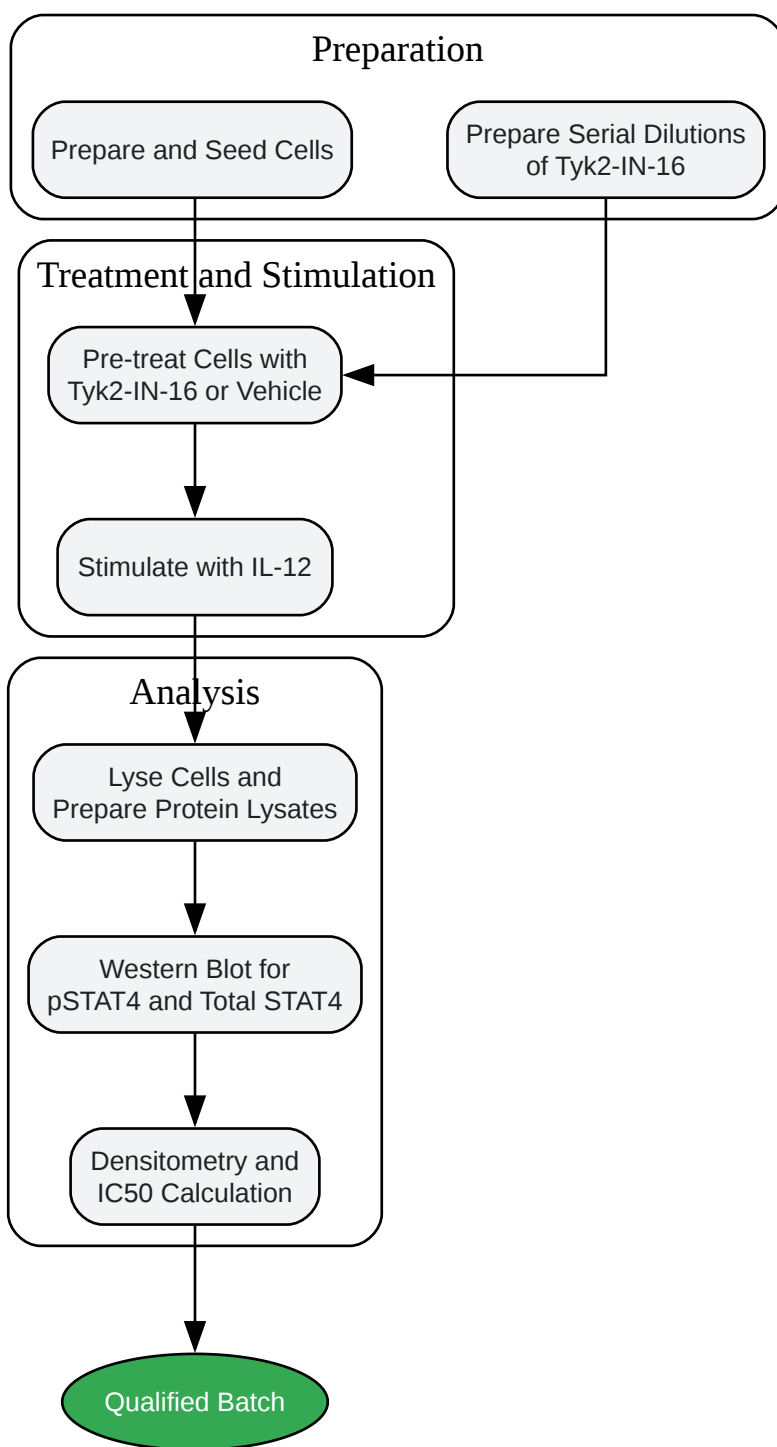 Preparation
Prepare and Seed Cells
Prepare Serial Dilutions
of Tyk2-IN-16
Treatment and Stimulation
Pre-treat Cells with
Tyk2-IN-16 or Vehicle
Stimulate with IL-12
Analysis
Lyse Cells and
Prepare Protein Lysates
Western Blot for
pSTAT4 and Total STAT4
Densitometry and
IC50 Calculation
Qualified Batch